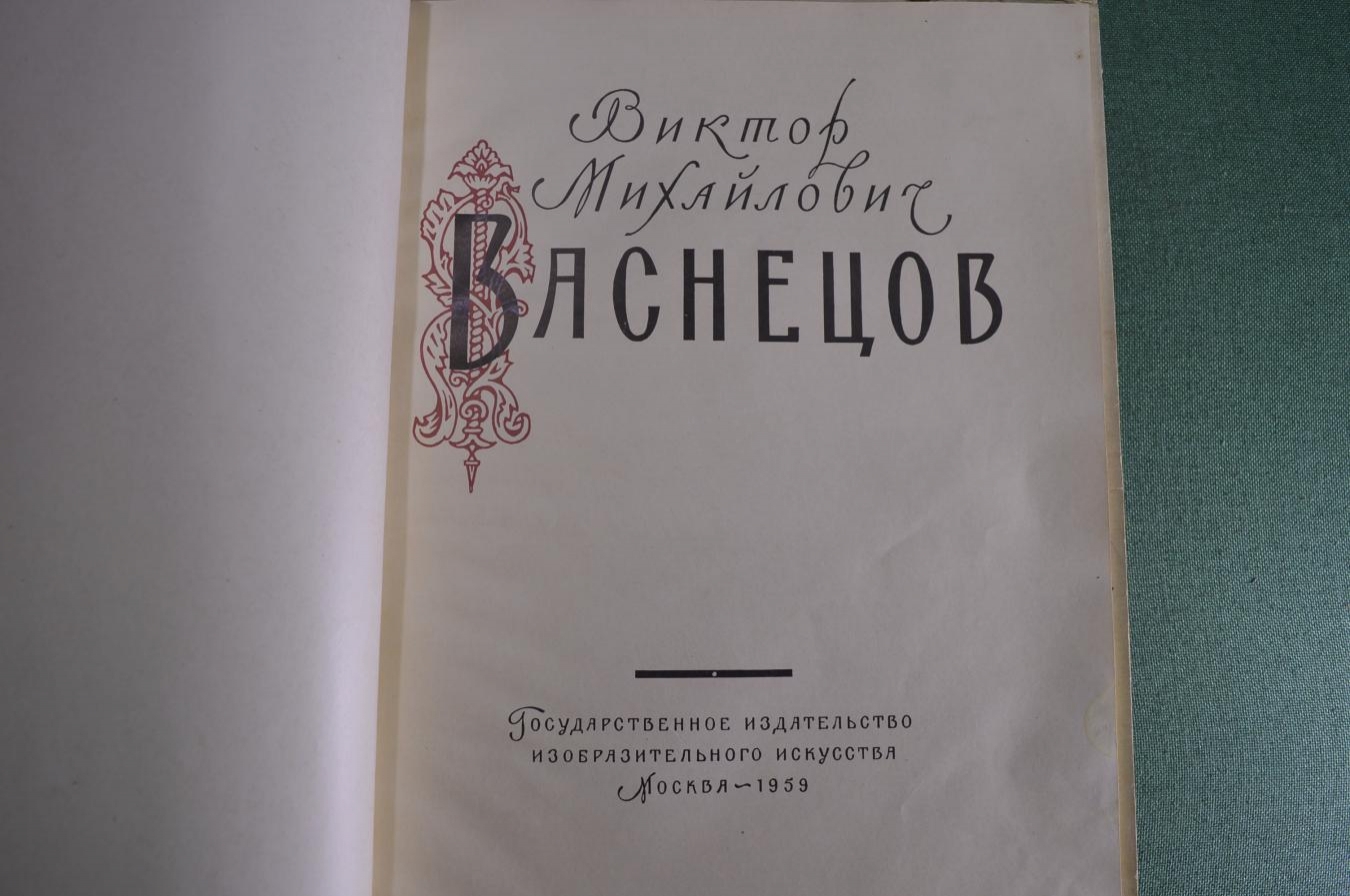 Виктор
Михайлович
ВАСНЕЦОВ
Государственное издательство
изобразительного искусства
Москва~1959